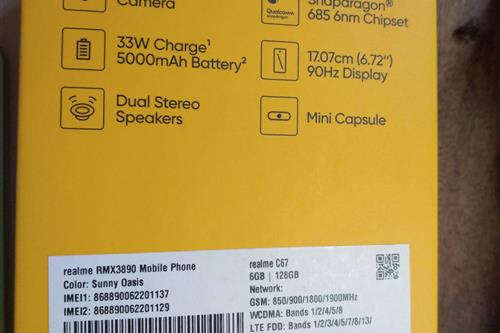 Camera
Snapdragon®
685 6nm Chipset
Qualcomm
snapdragon
33W Charge¹
5000mAh Battery²
17.07cm (6.72’’)
90Hz Display
Dual Stereo
Speakers
Mini Capsule
realme RMX3890 Mobile Phone
Color: Sunny Oasis
IMEI1: 868890062201137
IMEI2: 868890062201129
realme C67
6GB | 128GB
Network:
GSM: 850/900/1800/1900MHz
WCDMA: Bands 1/2/4/5/8
LTE FDD: Bands 1/2/3/4/5/7/8/13/